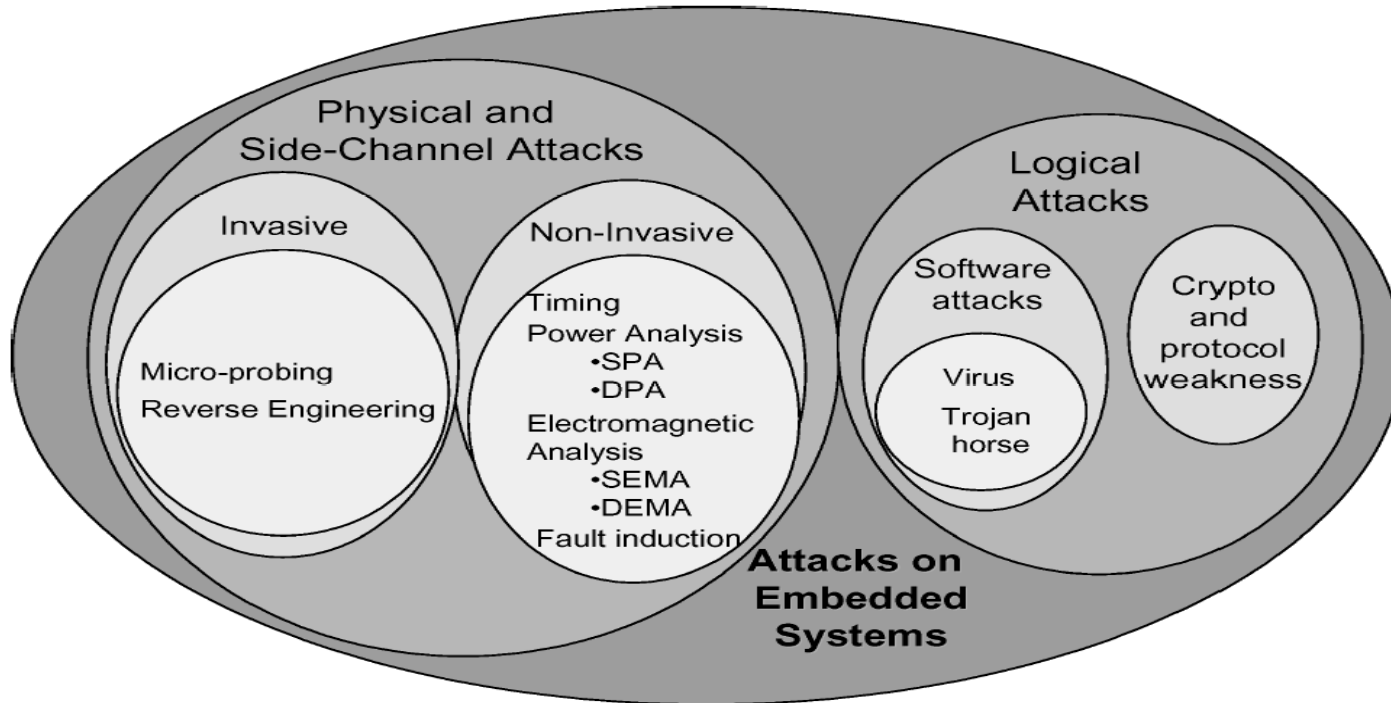 Physical and
Side-Channel Attacks
Invasive
Micro-probing
Reverse Engineering
Non-Invasive
Timing
Power Analysis
•SPA
•DPA
Electromagnetic
Analysis
•SEMA
•DEMA
Fault induction
Logical
Attacks
Software
attacks
Virus
Trojan
horse
Crypto
and
protocol
weakness
Attacks on
Embedded
Systems